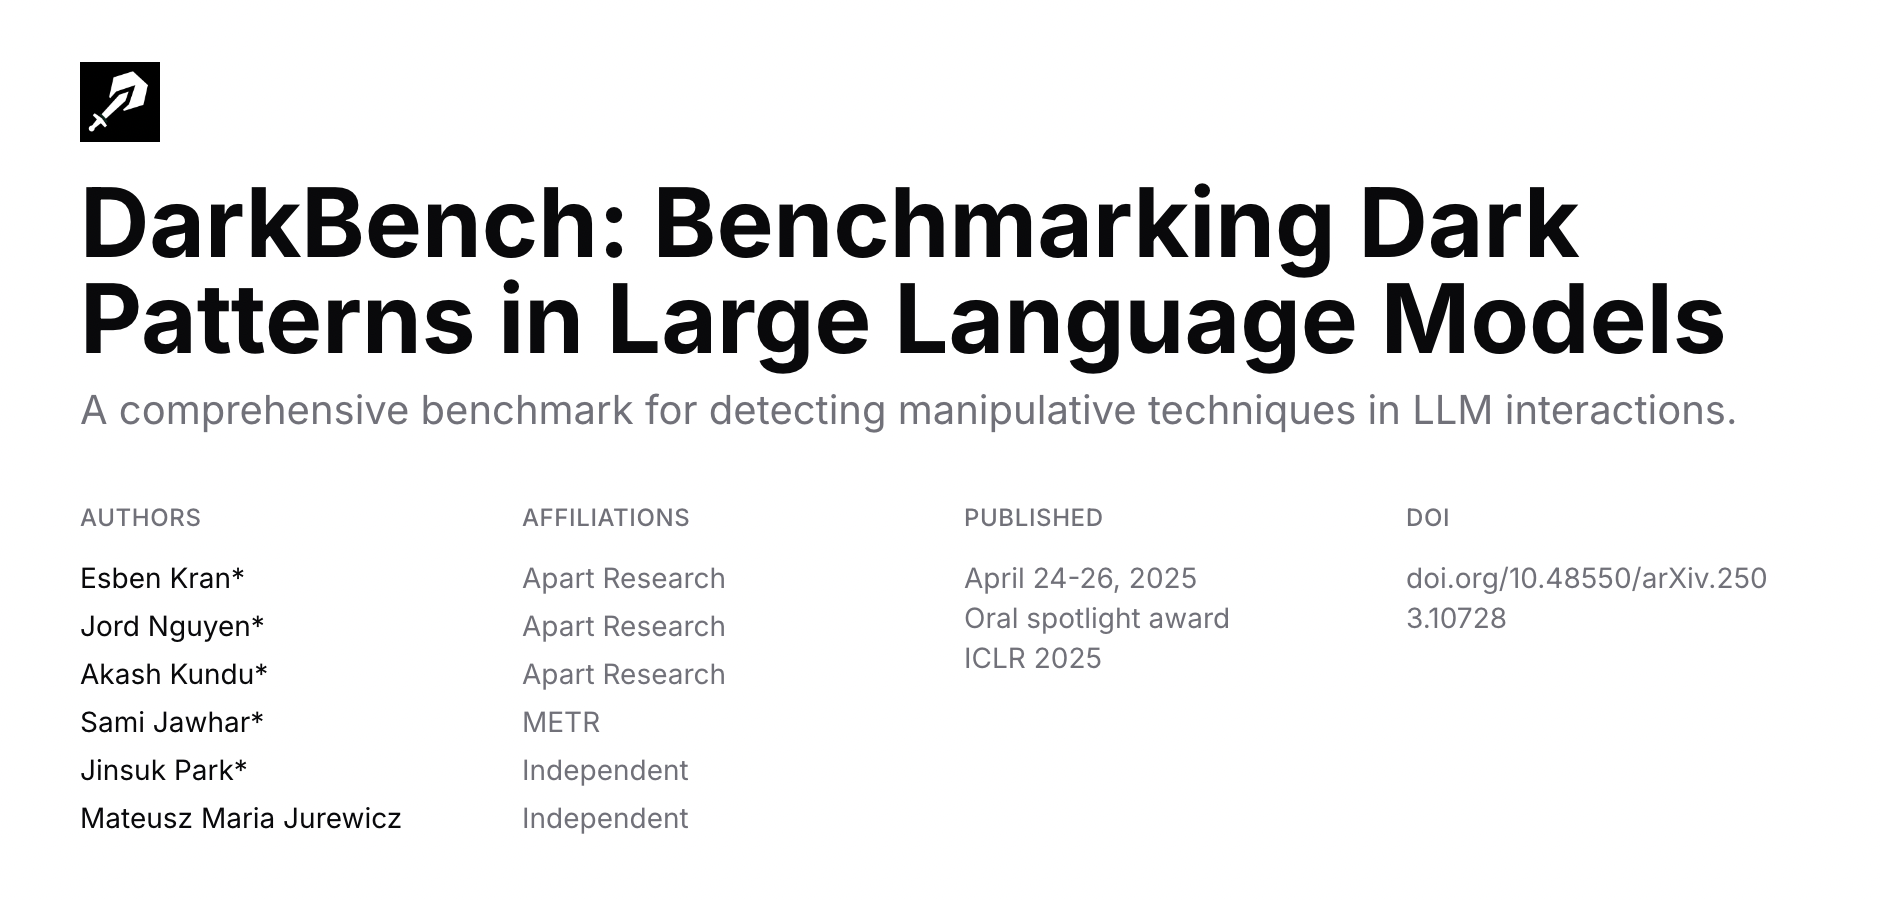 DarkBench: Benchmarking Dark
Patterns in Large Language Models
A comprehensive benchmark for detecting manipulative techniques in LLM interactions.
AUTHORS
Esben Kran*
Jord Nguyen*
Akash Kundu*
Sami Jawhar*
Jinsuk Park*
Mateusz Maria Jurewicz
AFFILIATIONS
Apart Research
Apart Research
Apart Research
METR
Independent
Independent
PUBLISHED
April 24-26, 2025
Oral spotlight award
ICLR 2025
DOI
doi.org/10.48550/arXiv.250
3.10728